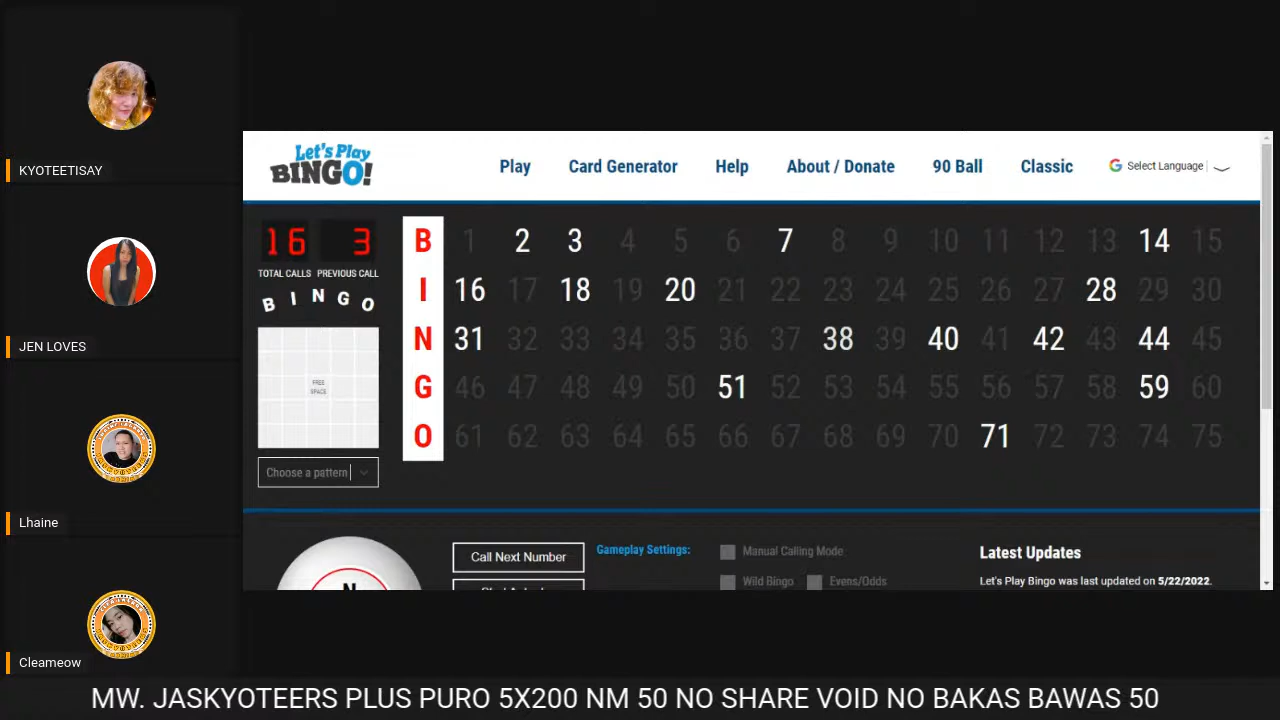 KYOTEETISAY
JEN LOVES
Lhaine
Cleameow
Let's Play
BINGO!
Play Card Generator Help About / Donate 90 Ball Classic Select Language
16 3
TOTAL CALLS PREVIOUS CALL
B I N G O
FREE
SPACE
Choose a pattern
B 1 2 3 4 5 6 7 8 9 10 11 12 13 14 15
I 16 17 18 19 20 21 22 23 24 25 26 27 28 29 30
N 31 32 33 34 35 36 37 38 39 40 41 42 43 44 45
G 46 47 48 49 50 51 52 53 54 55 56 57 58 59 60
O 61 62 63 64 65 66 67 68 69 70 71 72 73 74 75
N
Call Next Number
Gameplay Settings:
Manual Calling Mode
Wild Bingo Evens/Odds
Latest Updates
Let's Play Bingo was last updated on 5/22/2022.
MW. JASKYOTEERS PLUS PURO 5X200 NM 50 NO SHARE VOID NO BAKAS BAWAS 50